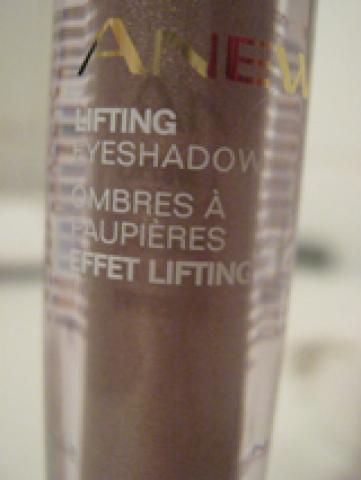 ANEW
LIFTING
EYESHADOW
OMBRES À
PAUPIÈRES
EFFET LIFTING